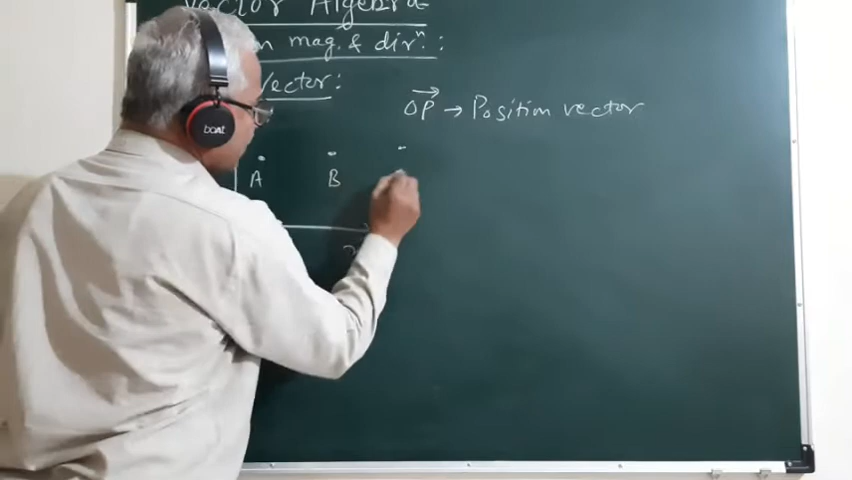 Vector Algebra
mag. & dirⁿ. :
Vector :
OP → Position vector
A B
x
boAt